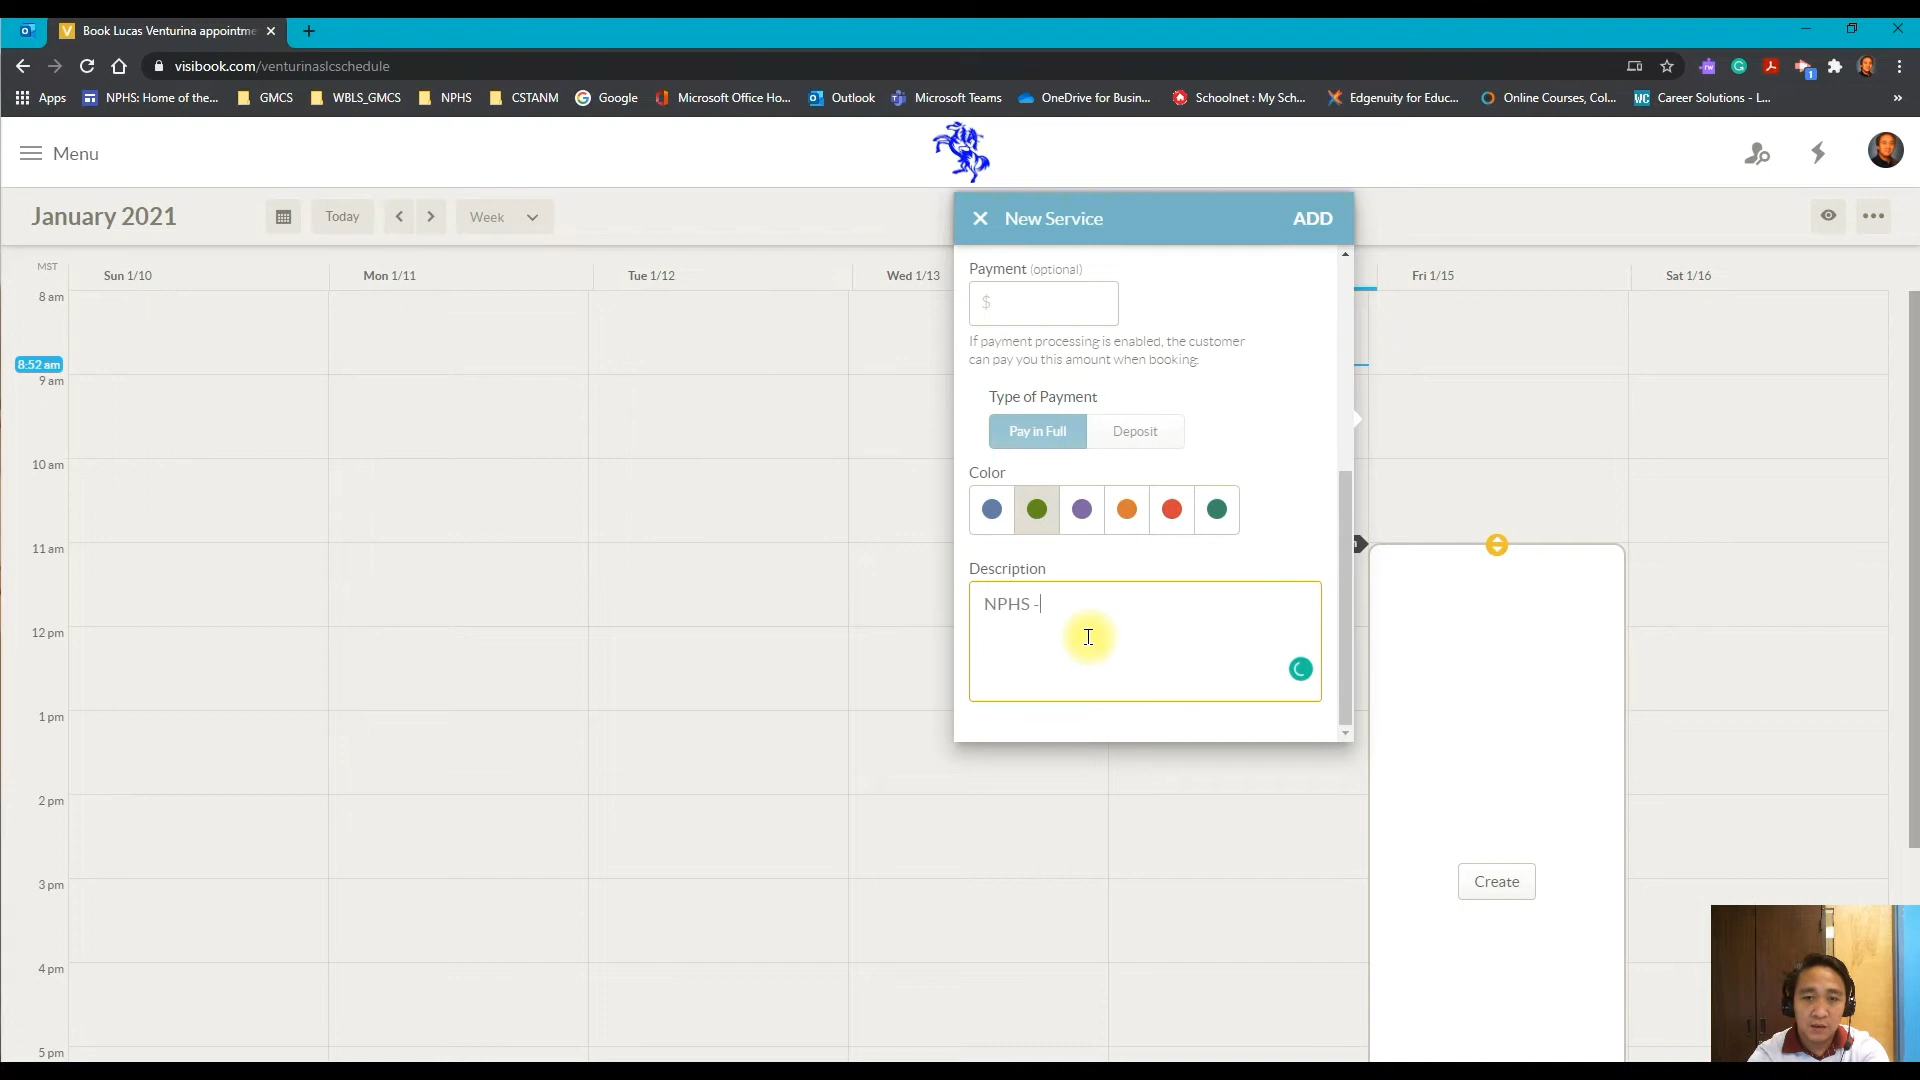 Book Lucas Venturina appointme
visibook.com/venturinaslcschedule
1
Apps
NPHS: Home of the...
GMCS
WBLS_GMCS
NPHS
CSTANM
Google
Microsoft Office Ho...
Outlook
Microsoft Teams
OneDrive for Busin...
Schoolnet : My Sch...
Edgenuity for Educ...
Online Courses, Col...
WC
Career Solutions - L...
Menu
January 2021
Today
Week
New Service
ADD
MST
Sun 1/10
Mon 1/11
Tue 1/12
Wed 1/13
Fri 1/15
Sat 1/16
8 am
8:52 am
9 am
10 am
11 am
12 pm
1 pm
2 pm
3 pm
4 pm
5 pm
Payment (optional)
$
If payment processing is enabled, the customer
can pay you this amount when booking.
Type of Payment
Pay in Full
Deposit
Color
Description
NPHS -
Create